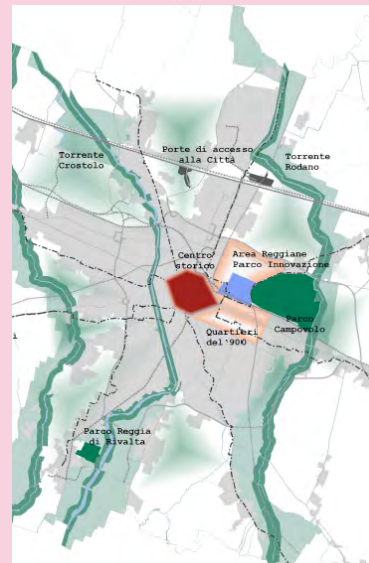 Porte di accesso
alla Città
Torrente
Crostolo
Torrente
Rodano
Centro
storico
Area Reggiane
Parco Innovazione
Parco
Campovolo
Quartieri
del'900
i
Parco Reggia
di Rivalta